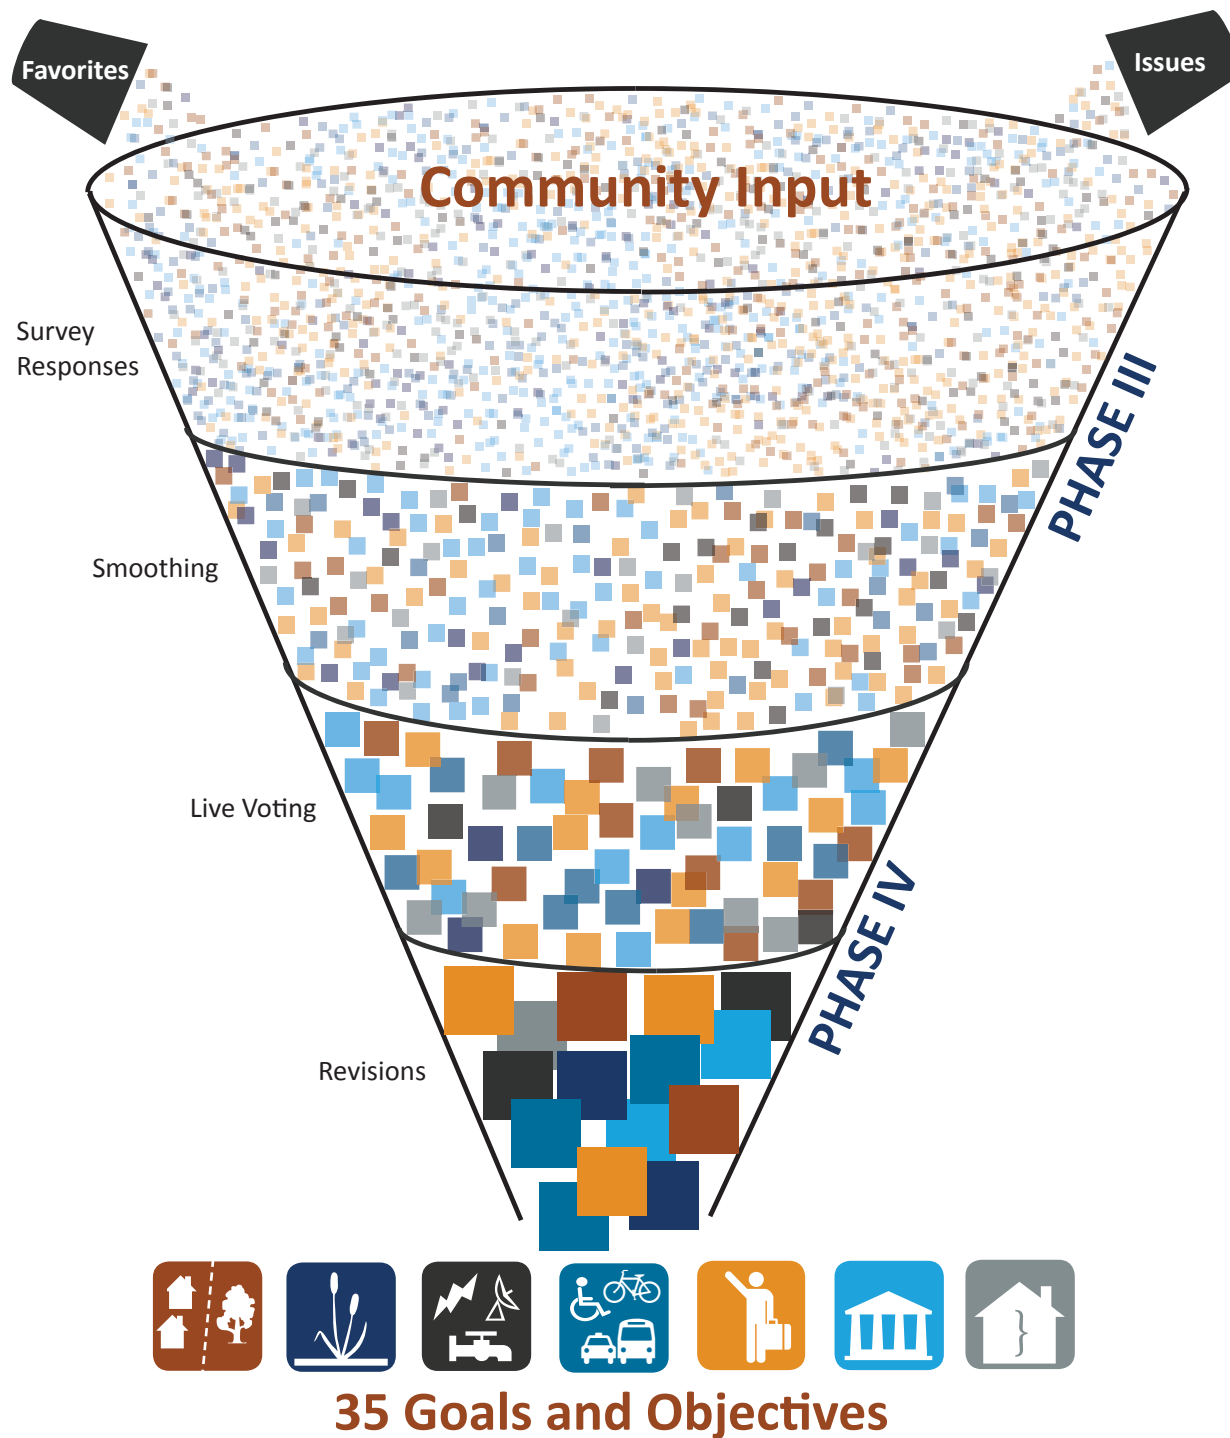 Favorites
Issues
Community Input
Survey
Responses
PHASE III
Smoothing
Live Voting
PHASE IV
Revisions
}
35 Goals and Objectives